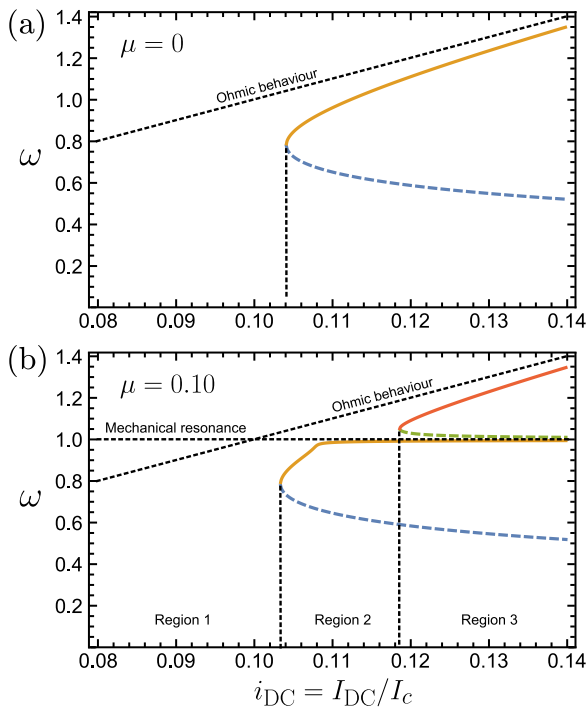 (a)
μ = 0
1.4
1.2
1.0
0.8
0.6
0.4
0.2
ω
Ohmic behaviour
0.08 0.09 0.10 0.11 0.12 0.13 0.14
(b)
μ = 0.10
1.4
1.2
1.0
0.8
0.6
0.4
0.2
ω
Ohmic behaviour
Mechanical resonance
Region 1 Region 2 Region 3
0.08 0.09 0.10 0.11 0.12 0.13 0.14
i_DC = I_DC/I_c